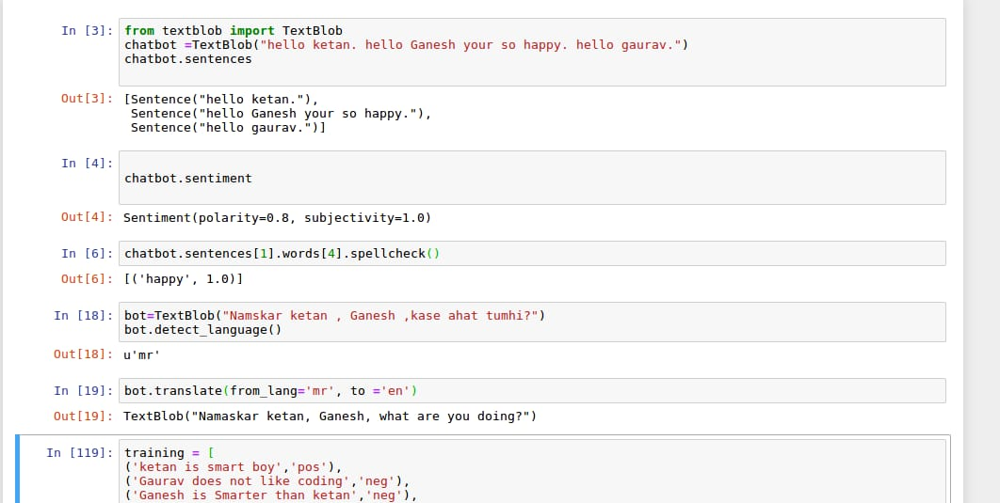 In [3]: from textblob import TextBlob
chatbot =TextBlob("hello ketan. hello Ganesh your so happy. hello gaurav.")
chatbot.sentences
Out[3]: [Sentence("hello ketan."),
Sentence("hello Ganesh your so happy."),
Sentence("hello gaurav.")]
In [4]:
chatbot.sentiment
Out[4]: Sentiment(polarity=0.8, subjectivity=1.0)
In [6]: chatbot.sentences[1].words[4].spellcheck()
Out[6]: [('happy', 1.0)]
In [18]: bot=TextBlob("Namskar ketan , Ganesh ,kase ahat tumhi?")
bot.detect_language()
Out[18]: u'mr'
In [19]: bot.translate(from_lang='mr', to ='en')
Out[19]: TextBlob("Namaskar ketan, Ganesh, what are you doing?")
In [119]: training = [
('ketan is smart boy','pos'),
('Gaurav does not like coding','neg'),
('Ganesh is Smarter than ketan','neg'),